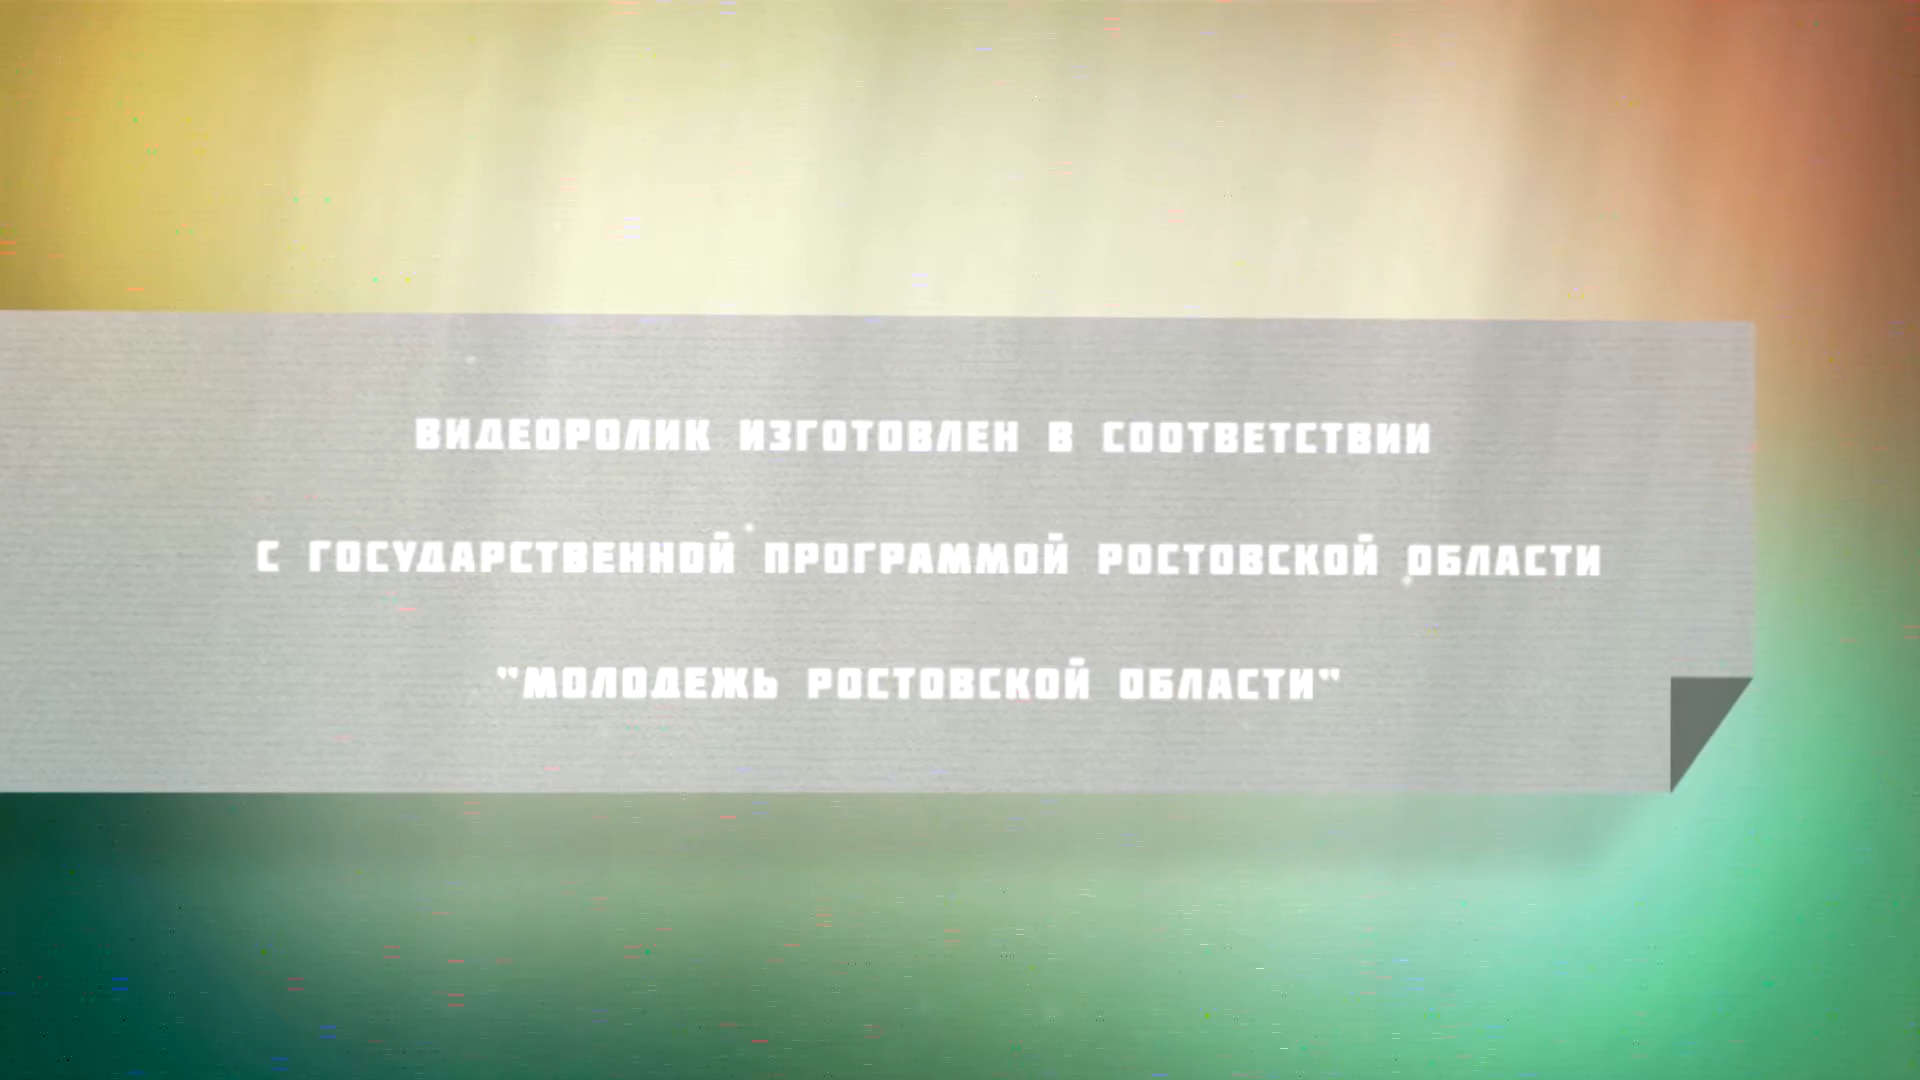 ВИДЕОРОЛИК ИЗГОТОВЛЕН В СООТВЕТСТВИИ
С ГОСУДАРСТВЕННОЙ ПРОГРАММОЙ РОСТОВСКОЙ ОБЛАСТИ
"МОЛОДЕЖЬ РОСТОВСКОЙ ОБЛАСТИ"